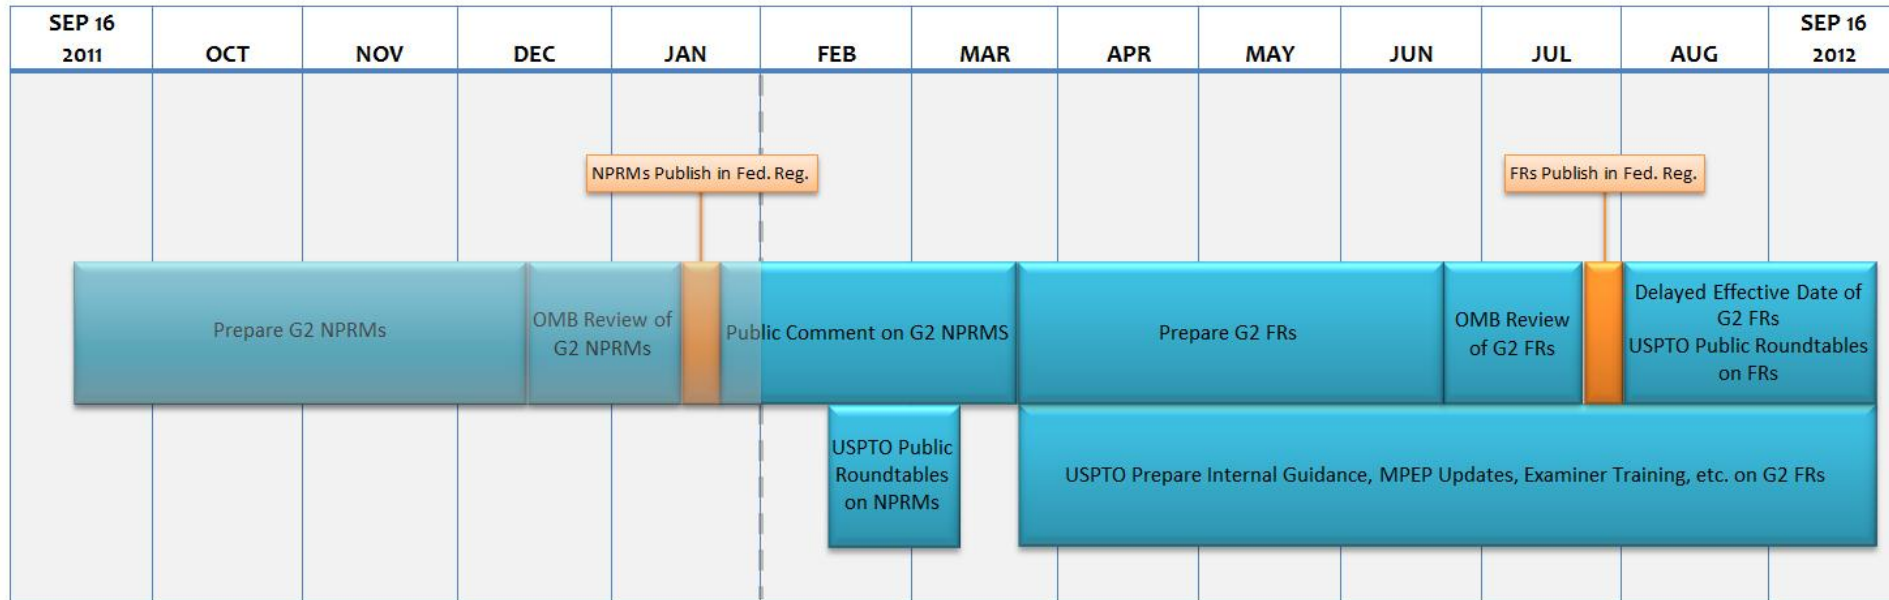 SEP 16
2011
OCT
NOV
DEC
JAN
FEB
MAR
APR
MAY
JUN
JUL
AUG
SEP 16
2012
NPRMs Publish in Fed. Reg.
FRs Publish in Fed. Reg.
Prepare G2 NPRMs
OMB Review of
G2 NPRMs
Public Comment on G2 NPRMS
Prepare G2 FRs
OMB Review
of G2 FRs
Delayed Effective Date of
G2 FRs
USPTO Public Roundtables
on FRs
USPTO Public
Roundtables
on NPRMs
USPTO Prepare Internal Guidance, MPEP Updates, Examiner Training, etc. on G2 FRs